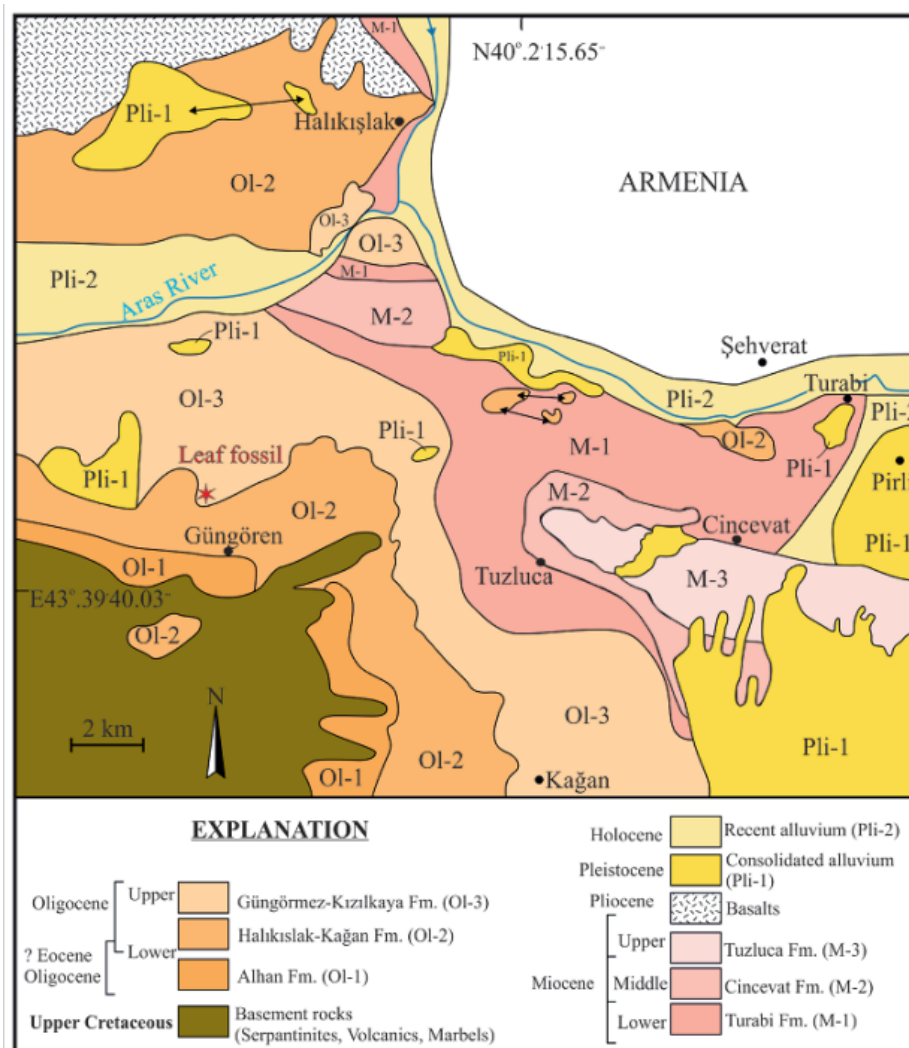 M-1
N40°.2'15.65"
Pli-1
Halıkışlak
Ol-2
ARMENIA
Ol-3
Ol-3
Pli-2
M-1
Aras River
M-2
Pli-1
Pli-1
Şehverat
Ol-3
Pli-2
Turabi
Pli-2
Pli-1
M-1
Ol-2
Pli-1
Leaf fossil
Pli-1
Pirli
M-2
Ol-2
Güngören
Cincevat
Pli-1
Ol-1
Tuzluca
M-3
E43°.39'40.03"
Ol-2
N
Ol-3
2 km
Pli-1
Ol-2
Ol-1
Kağan
EXPLANATION
Oligocene
Upper
Güngörmez-Kızılkaya Fm. (Ol-3)
Halıkıslak-Kağan Fm. (Ol-2)
? Eocene
Oligocene
Lower
Alhan Fm. (Ol-1)
Upper Cretaceous
Basement rocks
(Serpantinites, Volcanics, Marbels)
Holocene
Recent alluvium (Pli-2)
Pleistocene
Consolidated alluvium
(Pli-1)
Pliocene
Basalts
Miocene
Upper
Tuzluca Fm. (M-3)
Middle
Cincevat Fm. (M-2)
Lower
Turabi Fm. (M-1)